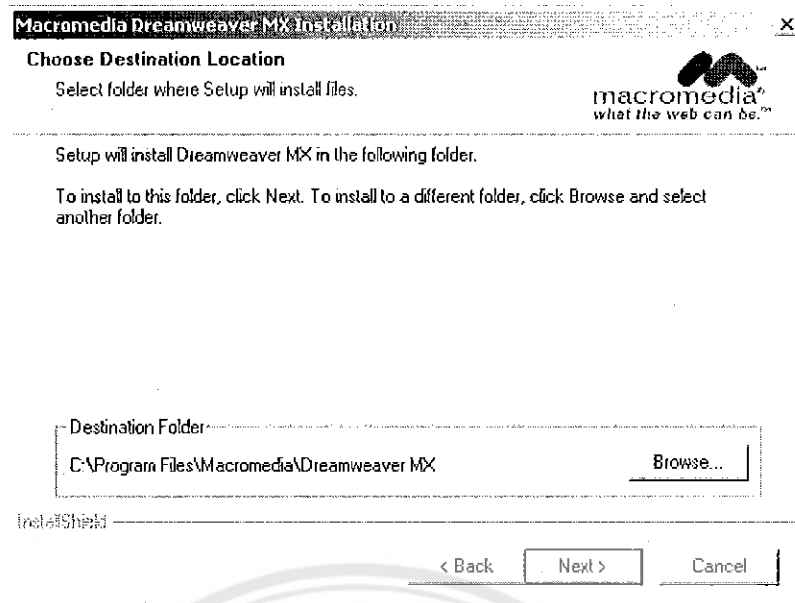 Macromedia Dreamweaver MX Installation
Choose Destination Location
Select folder where Setup will install files.
macromedia®
what the web can be.™
Setup will install Dreamweaver MX in the following folder.
To install to this folder, click Next. To install to a different folder, click Browse and select
another folder.
Destination Folder
C:\Program Files\Macromedia\Dreamweaver MX
Browse...
InstallShield
< Back
Next >
Cancel